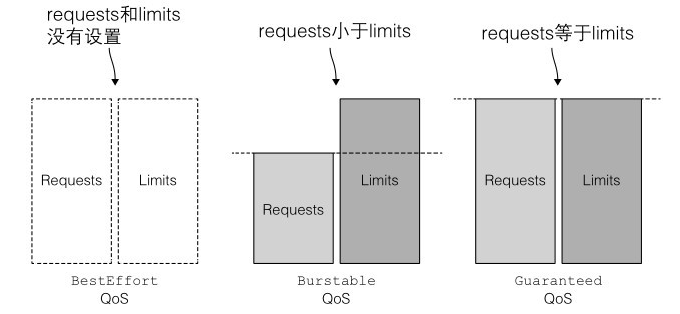 requests和limits
没有设置
requests小于limits
requests等于limits
Requests
Limits
Requests
Limits
Requests
Limits
BestEffort
QoS
Burstable
QoS
Guaranteed
QoS